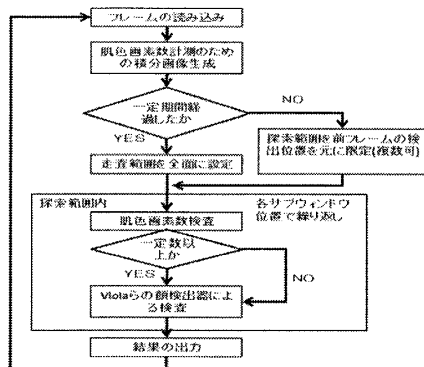 フレームの読み込み
肌色画素数計測のため
の積分画像生成
一定期間経
過したか
NO
YES
探索範囲を前フレームの検
出位置を元に限定(複数可)
走査範囲を全面に設定
探索範囲内
各サブウィンドウ
位置で繰り返し
肌色画素数検査
一定数以
上か
YES
NO
Violaらの顔検出器によ
る検査
結果の出力